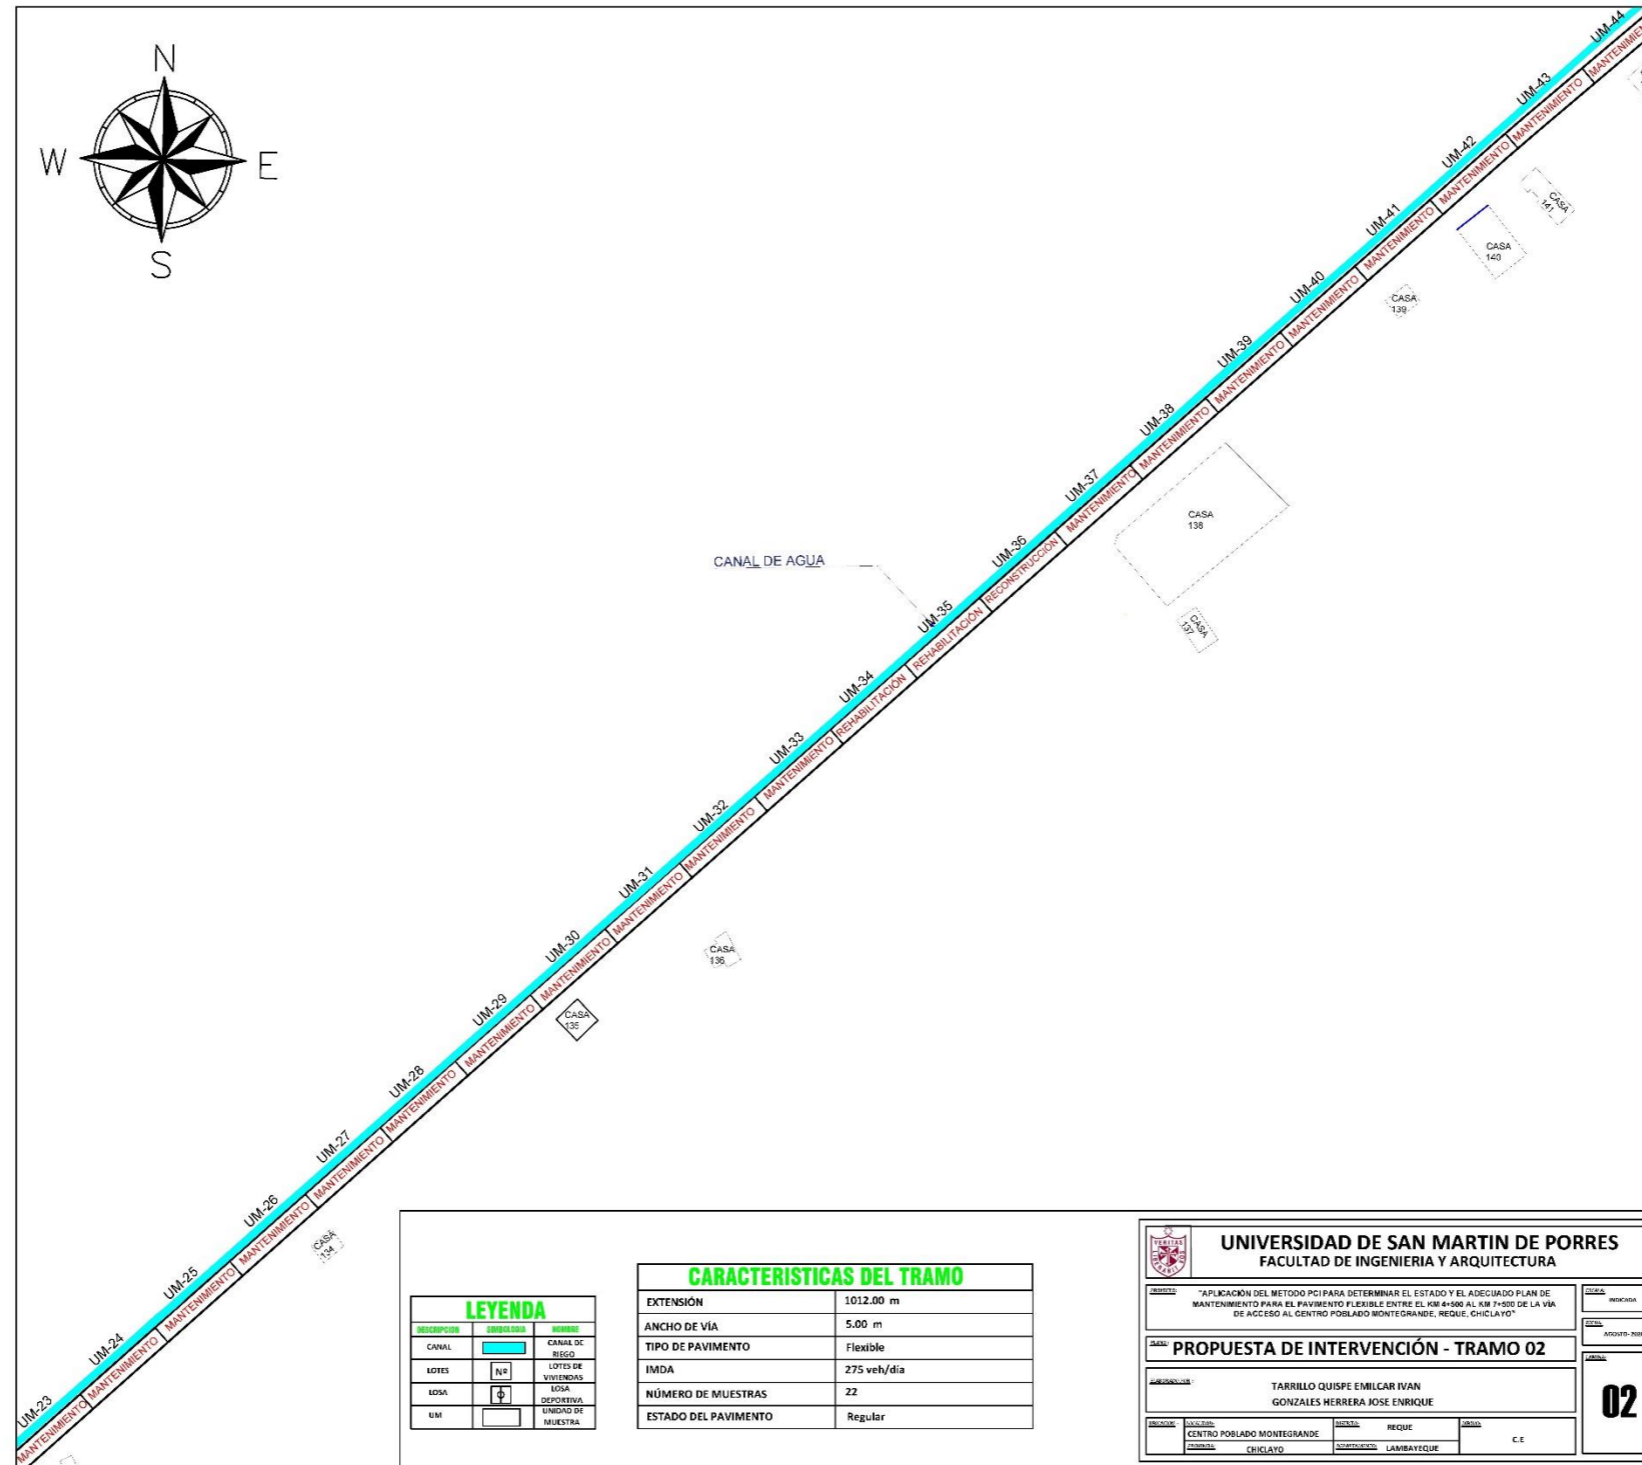 N
W
E
S
UM-44
MANTENIMIEN
UM-43
MANTENIMIENTO
UM-42
MANTENIMIENTO
CASA
141
UM-41
MANTENIMIENTO
CASA
140
UM-40
MANTENIMIENTO
CASA
139
UM-39
MANTENIMIENTO
MANTENIMIENTO
UM-38
MANTENIMIENTO
UM-37
MANTENIMIENTO
CASA
138
UM-36
RECONSTRUCCIÓN
CANAL DE AGUA
UM-35
REHABILITACIÓN
CASA
137
UM-34
REHABILITACIÓN
UM-33
MANTENIMIENTO
UM-32
MANTENIMIENTO
UM-31
MANTENIMIENTO
CASA
136
UM-30
MANTENIMIENTO
UM-29
MANTENIMIENTO
CASA
135
UM-28
MANTENIMIENTO
UM-27
MANTENIMIENTO
UM-26
MANTENIMIENTO
CASA
134
UM-25
MANTENIMIENTO
UM-24
MANTENIMIENTO
UM-23
MANTENIMIENTO
LEYENDA
DESCRIPCION SIMBOLOGIA NOMBRE
CANAL CANAL DE RIEGO
LOTES Nº LOTES DE VIVIENDAS
LOSA LOSA DEPORTIVA
UM UNIDAD DE MUESTRA
CARACTERISTICAS DEL TRAMO
EXTENSIÓN 1012.00 m
ANCHO DE VÍA 5.00 m
TIPO DE PAVIMENTO Flexible
IMDA 275 veh/día
NÚMERO DE MUESTRAS 22
ESTADO DEL PAVIMENTO Regular
UNIVERSIDAD DE SAN MARTIN DE PORRES
FACULTAD DE INGENIERIA Y ARQUITECTURA
"APLICACIÓN DEL METODO PCI PARA DETERMINAR EL ESTADO Y EL ADECUADO PLAN DE
MANTENIMIENTO PARA EL PAVIMENTO FLEXIBLE ENTRE EL KM 4+500 AL KM 7+500 DE LA VÍA
DE ACCESO AL CENTRO POBLADO MONTEGRANDE, REQUE, CHICLAYO"
INDICADA
PROPUESTA DE INTERVENCIÓN - TRAMO 02
TARRILLO QUISPE EMILCAR IVAN
GONZALES HERRERA JOSE ENRIQUE
02
CENTRO POBLADO MONTEGRANDE
REQUE
C.E
CHICLAYO
LAMBAYEQUE